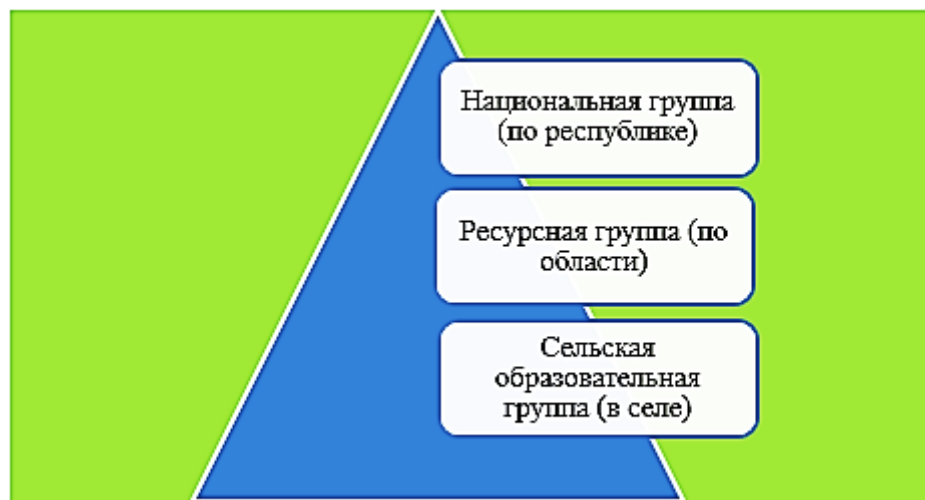 Национальная группа
(по республике)
Ресурсная группа (по
области)
Сельская
образовательная
группа (в селе)